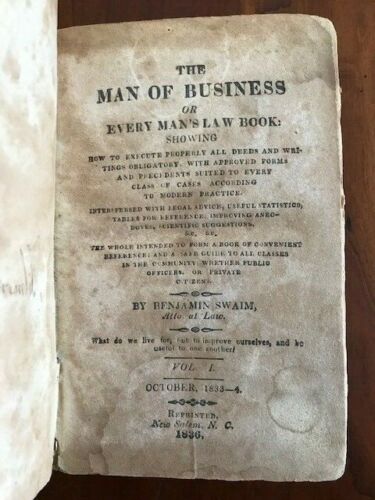 THE
MAN OF BUSINESS
OR
EVERY MAN'S LAW BOOK:
SHOWING
HOW TO EXECUTE PROPERLY ALL DEEDS AND WRI-
TINGS OBLIGATORY, WITH APPROVED FORMS
AND PRECIDENTS SUITED TO EVERY
CLASS OF CASES ACCORDING
TO MODERN PRACTICE.
INTERSPERSED WITH LEGAL ADVICE, USEFUL STATISTICS,
TABLES FOR REFERENCE, IMPROVING ANEC-
DOTES, SCIENTIFIC SUGGESTIONS,
&c. &c.
THE WHOLE INTENDED TO FORM A BOOK OF CONVENIENT
REFERENCE; AND A SAFE GUIDE TO ALL CLASSES
IN THE COMMUNITY; WHETHER PUBLIC
OFFICERS, OR PRIVATE
CITIZENS.
BY BENJAMIN SWAIM,
Atto. at Law.
What do we live for, but to improve ourselves, and be
useful to one another!
VOL I.
OCTOBER, 1833—4.
REPRINTED,
New Salem, N. C.
1836.